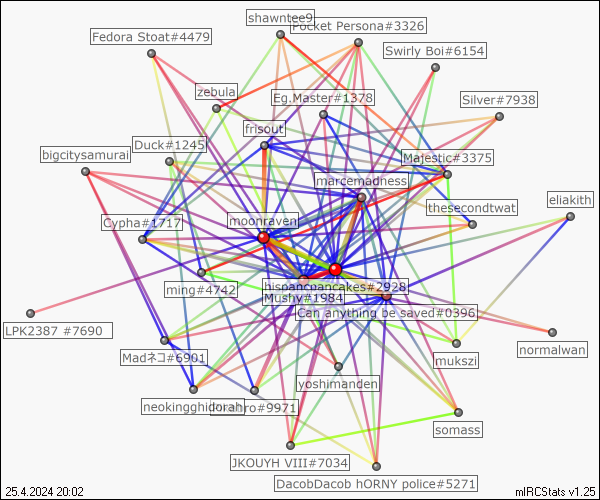 shawntee9
Pocket Persona#3326
Fedora Stoat#4479
Swirly Boi#6154
zebula
Eg.Master#1378
Silver#7938
frisout
Duck#1245
bigcitysamurai
Majestic#3375
marcemadness
eliakith
thesecondtwat
Cypha#1717
moonraven
ming#4742
hispancpancakes#2928
Mushy#1984
Can anything be saved#0396
LPK2387 #7690
Madネコ#6901
mukszi
normalwan
yoshimanden
neokingghidorah
#9971
somass
JKOUYH VIII#7034
DacobDacob hORNY police#5271
25.4.2024 20:02
mIRCStats v1.25